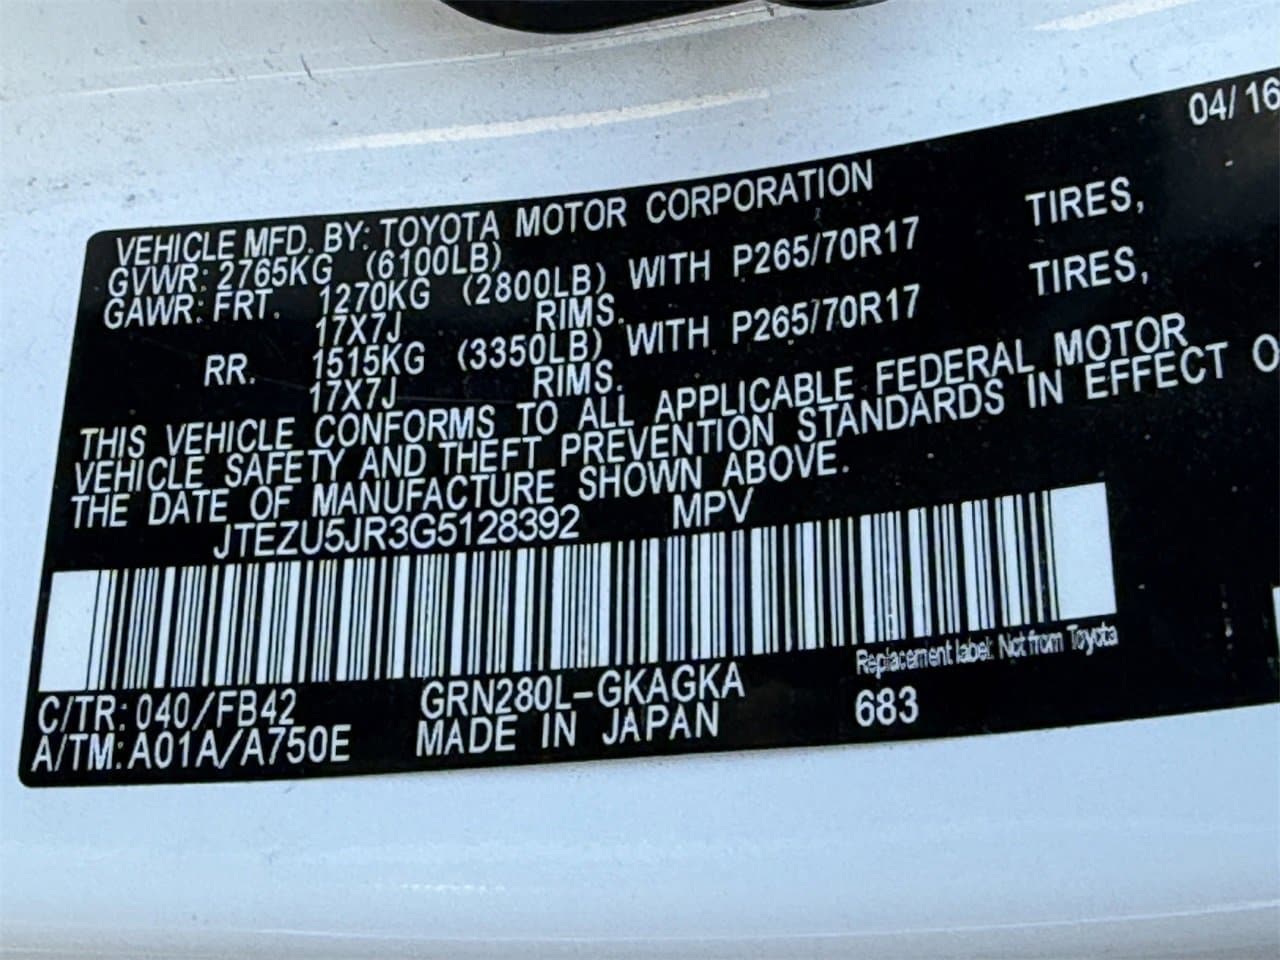 04/16
VEHICLE MFD. BY: TOYOTA MOTOR CORPORATION
GVWR: 2765KG (6100LB)
GAWR: FRT. 1270KG (2800LB) WITH P265/70R17 TIRES,
17X7J RIMS.
RR. 1515KG (3350LB) WITH P265/70R17 TIRES,
17X7J RIMS.
THIS VEHICLE CONFORMS TO ALL APPLICABLE FEDERAL MOTOR
VEHICLE SAFETY AND THEFT PREVENTION STANDARDS IN EFFECT O
THE DATE OF MANUFACTURE SHOWN ABOVE.
JTEZU5JR3G5128392 MPV
Replacement label. Not from Toyota
C/TR: 040/FB42 GRN280L-GKAGKA 683
A/TM: A01A/A750E MADE IN JAPAN